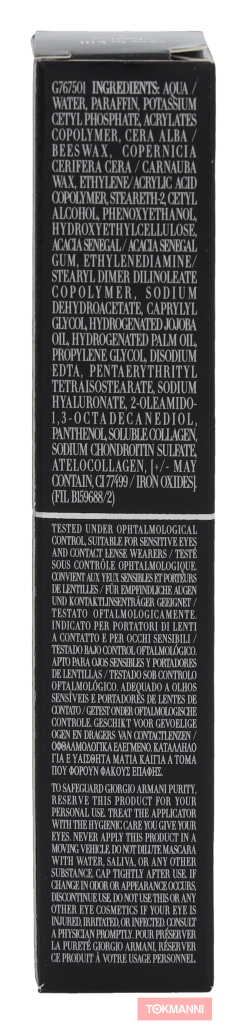 G767501 INGREDIENTS: AQUA /
WATER, PARAFFIN, POTASSIUM
CETYL PHOSPHATE, ACRYLATES
COPOLYMER, CERA ALBA /
BEESWAX, COPERNICIA
CERIFERA CERA / CARNAUBA
WAX, ETHYLENE/ACRYLIC ACID
COPOLYMER, STEARETH-2, CETYL
ALCOHOL, PHENOXYETHANOL,
HYDROXYETHYLCELLULOSE,
ACACIA SENEGAL / ACACIA SENEGAL
GUM, ETHYLENEDIAMINE/
STEARYL DIMER DILINOLEATE
COPOLYMER, SODIUM
DEHYDROACETATE, CAPRYLYL
GLYCOL, HYDROGENATED JOJOBA
OIL, HYDROGENATED PALM OIL,
PROPYLENE GLYCOL, DISODIUM
EDTA, PENTAERYTHRITYL
TETRAISOSTEARATE, SODIUM
HYALURONATE, 2-OLEAMIDO-
1,3-OCTADECANEDIOL,
PANTHENOL, SOLUBLE COLLAGEN,
SODIUM CHONDROITIN SULFATE,
ATELOCOLLAGEN, [+/- MAY
CONTAIN, CI 77499 / IRON OXIDES]
(FIL B159688/2)
TESTED UNDER OPHTALMOLOGICAL
CONTROL, SUITABLE FOR SENSITIVE EYES
AND CONTACT LENSE WEARERS / TESTÉ
SOUS CONTRÔLE OPHTALMOLOGIQUE.
CONVIENT AUX YEUX SENSIBLES ET PORTEURS
DE LENTILLES / FÜR EMPFINDLICHE AUGEN
UND KONTAKTLINSENTRÄGER GEEIGNET /
TESTATO OFTALMOLOGICAMENTE.
INDICATO PER PORTATORI DI LENTI
A CONTATTO E PER OCCHI SENSIBILI /
TESTADO BAJO CONTROL OFTALMOLÓGICO.
APTO PARA OJOS SENSIBLES Y PORTADORES
DE LENTILLAS / TESTADO SOB CONTROLO
OFTALMOLÓGICO. ADEQUADO A OLHOS
SENSÍVEIS E PORTADORES DE LENTES DE
CONTATO / GETEST ONDER OFTALMOLOGISCHE
CONTROLE. GESCHIKT VOOR GEVOELIGE
OGEN EN DRAGERS VAN CONTACTLENZEN /
ΟΦΘΑΛΜΟΛΟΓΙΚΑ ΕΛΕΓΜΕΝΟ. ΚΑΤΑΛΛΗΛΟ
ΓΙΑ ΕΥΑΙΣΘΗΤΑ ΜΑΤΙΑ ΚΑΙ ΓΙΑ ΑΤΟΜΑ
ΠΟΥ ΦΟΡΟΥΝ ΦΑΚΟΥΣ ΕΠΑΦΗΣ.
TO SAFEGUARD GIORGIO ARMANI PURITY,
RESERVE THIS PRODUCT FOR YOUR
PERSONAL USE. TREAT THE APPLICATOR
WITH THE HYGIENIC CARE YOU GIVE YOUR
EYES. NEVER APPLY THIS PRODUCT IN A
MOVING VEHICLE. DO NOT DILUTE MASCARA
WITH WATER, SALIVA, OR ANY OTHER
SUBSTANCE. CAP TIGHTLY AFTER USE. IF
CHANGE IN ODOR OR APPEARANCE OCCURS,
DISCONTINUE USE. DO NOT USE THIS OR ANY
OTHER EYE COSMETICS IF YOUR EYE IS
INJURED, IRRITATED, OR INFECTED. CONSULT
A PHYSICIAN PROMPTLY. POUR PRÉSERVER
LA PURETÉ GIORGIO ARMANI, RÉSERVER
CE PRODUIT À VOTRE USAGE PERSONNEL.
TOKMANNI